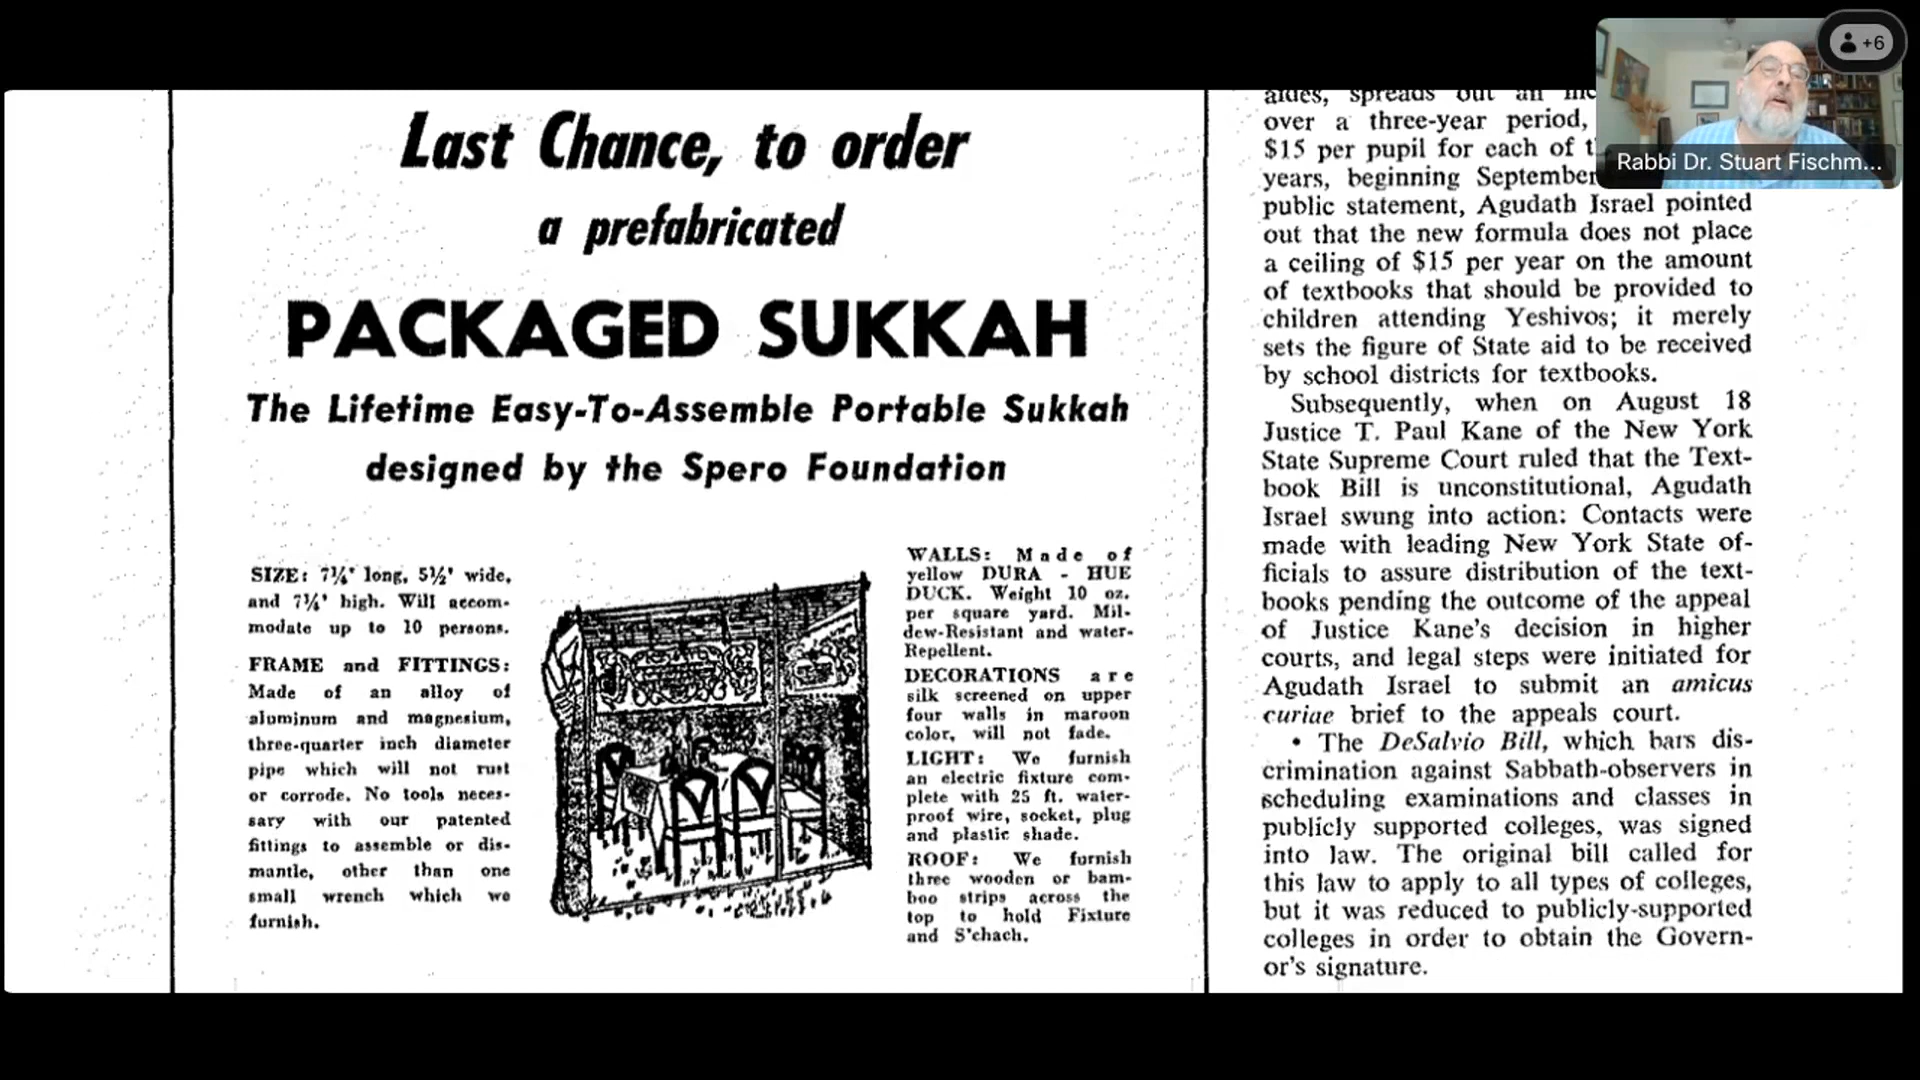 Last Chance, to order
a prefabricated
PACKAGED SUKKAH
The Lifetime Easy-To-Assemble Portable Sukkah
designed by the Spero Foundation
SIZE: 7¼' long, 5½' wide,
and 7¼' high. Will accom-
modate up to 10 persons.
FRAME and FITTINGS:
Made of an alloy of
aluminum and magnesium,
three-quarter inch diameter
pipe which will not rust
or corrode. No tools neces-
sary with our patented
fittings to assemble or dis-
mantle, other than one
small wrench which we
furnish.
WALLS: Made of
yellow DURA - HUE
DUCK. Weight 10 oz.
per square yard. Mil-
dew-Resistant and water-
Repellent.
DECORATIONS are
silk screened on upper
four walls in maroon
color, will not fade.
LIGHT: We furnish
an electric fixture com-
plete with 25 ft. water-
proof wire, socket, plug
and plastic shade.
ROOF: We furnish
three wooden or bam-
boo strips across the
top to hold Fixture
and S'chach.
aides, spreads out an
over a three-year period,
$15 per pupil for each of
years, beginning September
public statement, Agudath Israel pointed
out that the new formula does not place
a ceiling of $15 per year on the amount
of textbooks that should be provided to
children attending Yeshivos; it merely
sets the figure of State aid to be received
by school districts for textbooks.
Subsequently, when on August 18
Justice T. Paul Kane of the New York
State Supreme Court ruled that the Text-
book Bill is unconstitutional, Agudath
Israel swung into action: Contacts were
made with leading New York State of-
ficials to assure distribution of the text-
books pending the outcome of the appeal
of Justice Kane's decision in higher
courts, and legal steps were initiated for
Agudath Israel to submit an amicus
curiae brief to the appeals court.
• The DeSalvio Bill, which bars dis-
crimination against Sabbath-observers in
scheduling examinations and classes in
publicly supported colleges, was signed
into law. The original bill called for
this law to apply to all types of colleges,
but it was reduced to publicly-supported
colleges in order to obtain the Govern-
or's signature.
+6
Rabbi Dr. Stuart Fischm...